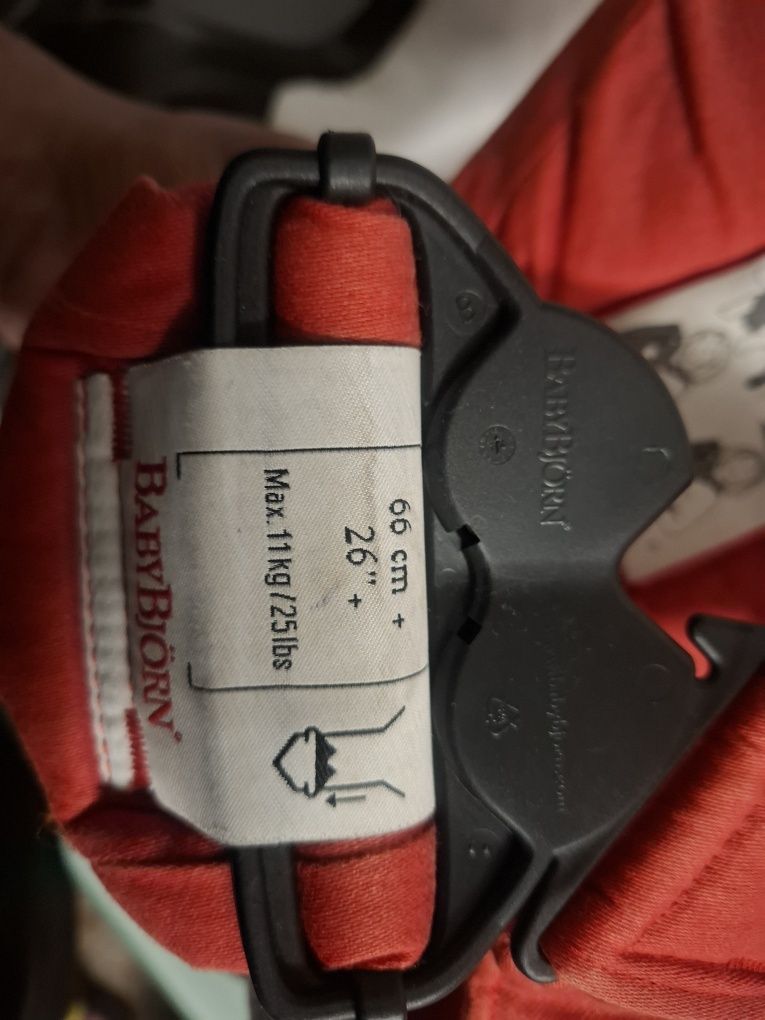 66 cm +
26" +
Max. 11kg/25lbs
BABYBJÖRN®
BABYBJÖRN®